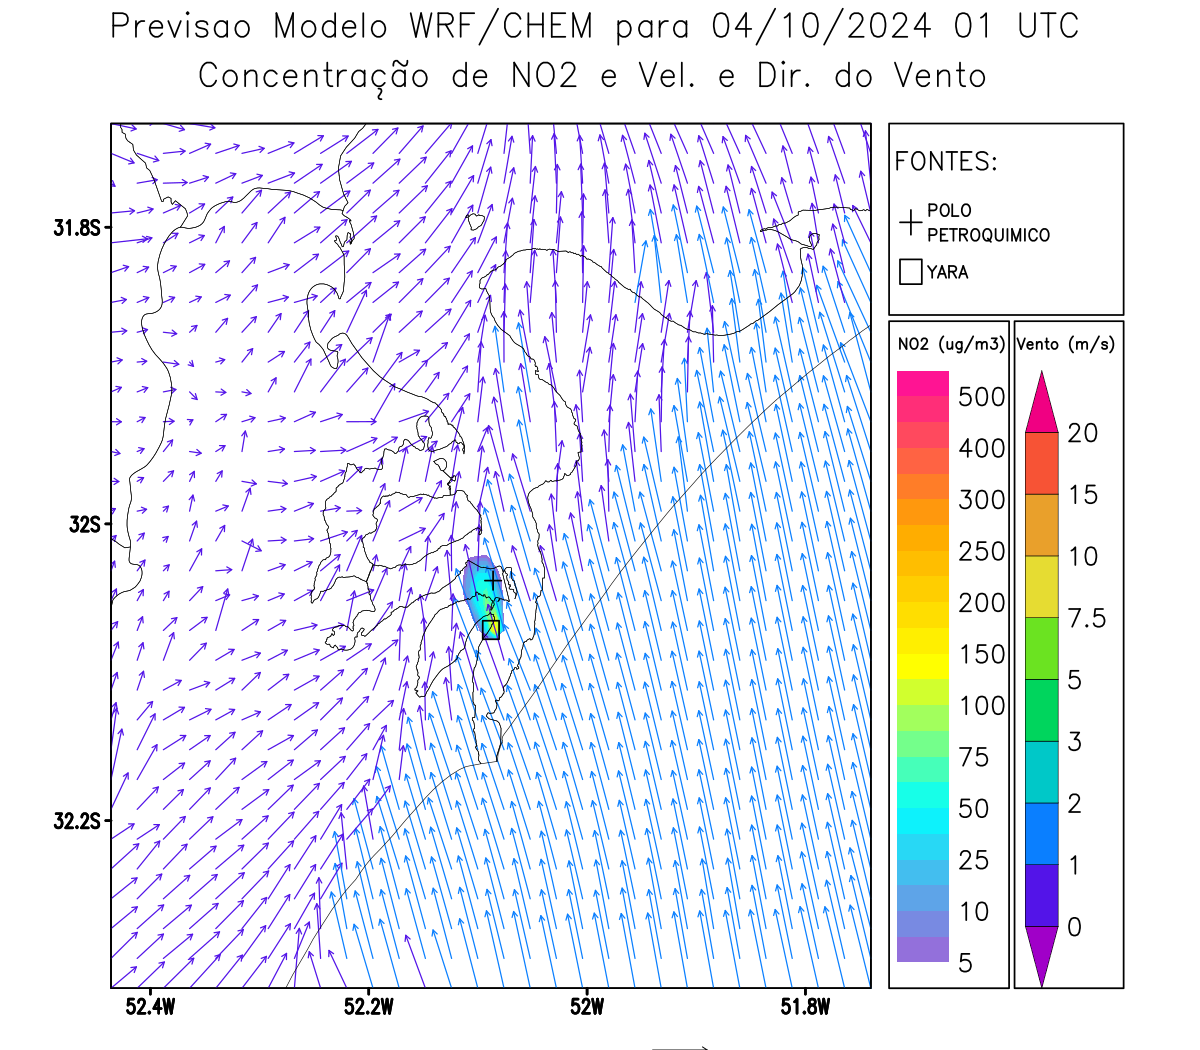 Previsao Modelo WRF/CHEM para 04/10/2024 01 UTC
Concentração de NO2 e Vel. e Dir. do Vento
FONTES:
POLO
PETROQUIMICO
YARA
NO2 (ug/m3)
500
400
300
250
200
150
100
75
50
25
10
5
Vento (m/s)
20
15
10
7.5
5
3
2
1
0
31.8S
32S
32.2S
52.4W
52.2W
52W
51.8W